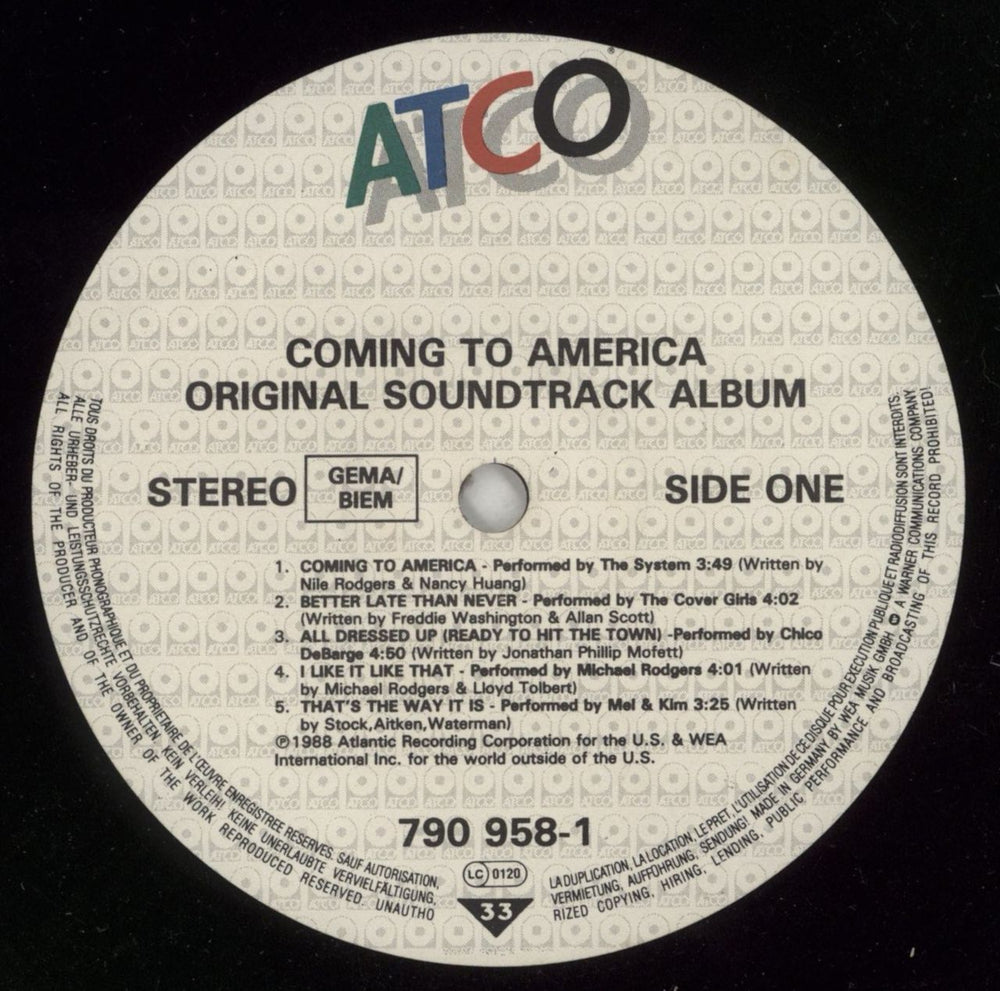 ATCO
COMING TO AMERICA
ORIGINAL SOUNDTRACK ALBUM
STEREO
GEMA/
BIEM
SIDE ONE
1. COMING TO AMERICA - Performed by The System 3:49 (Written by
Nile Rodgers & Nancy Huang)
2. BETTER LATE THAN NEVER - Performed by The Cover Girls 4:02
(Written by Freddie Washington & Allan Scott)
3. ALL DRESSED UP (READY TO HIT THE TOWN) -Performed by Chico
DeBarge 4:50 (Written by Jonathan Phillip Mofett)
4. I LIKE IT LIKE THAT - Performed by Michael Rodgers 4:01 (Written
by Michael Rodgers & Lloyd Tolbert)
5. THAT'S THE WAY IT IS - Performed by Mel & Kim 3:25 (Written
by Stock,Aitken,Waterman)
℗1988 Atlantic Recording Corporation for the U.S. & WEA
International Inc. for the world outside of the U.S.
790 958-1
LC 0120
33
TOUS DROITS DU PRODUCTEUR PHONOGRAPHIQUE ET DU PROPRIETAIRE DE L'ŒUVRE ENREGISTREE RESERVES. SAUF AUTORISATION,
LA DUPLICATION, LA LOCATION, LE PRET, L'UTILISATION DE CE DISQUE POUR EXECUTION PUBLIQUE ET RADIODIFFUSION SONT INTERDITS.
ALLE URHEBER- UND LEISTUNGSSCHUTZRECHTE VORBEHALTEN. KEIN VERLEIH! KEINE UNERLAUBTE VERVIELFÄLTIGUNG,
VERMIETUNG, AUFFÜHRUNG, SENDUNG! MADE IN GERMANY BY WEA MUSIK GMBH A WARNER COMMUNICATIONS COMPANY
ALL RIGHTS OF THE PRODUCER AND OF THE OWNER OF THE WORK REPRODUCED RESERVED. UNAUTHO
RIZED COPYING, HIRING, LENDING, PUBLIC PERFORMANCE AND BROADCASTING OF THIS RECORD PROHIBITED!